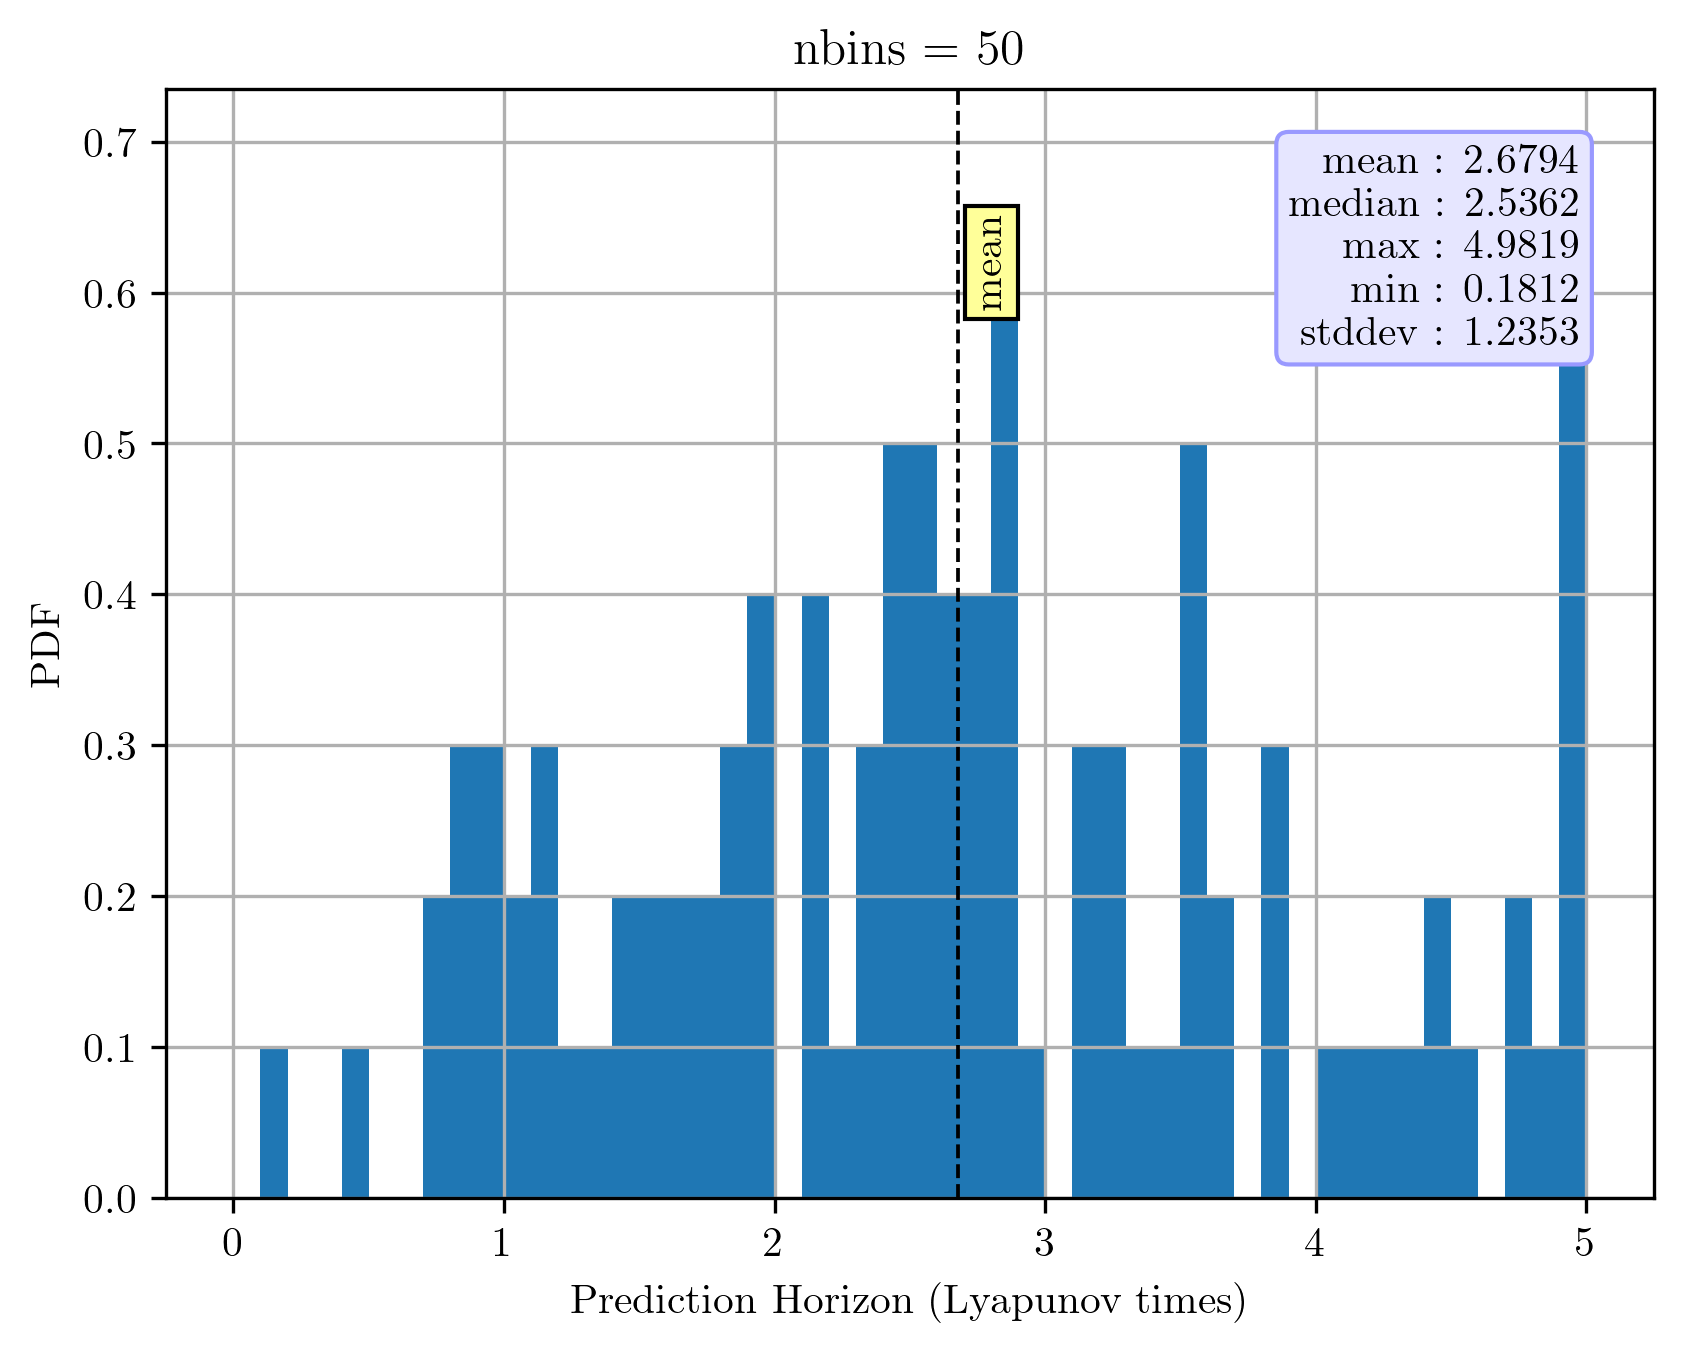 nbins = 50
0.7
0.6
0.5
0.4
0.3
0.2
0.1
0.0
PDF
mean
mean : 2.6794
median : 2.5362
max : 4.9819
min : 0.1812
stddev : 1.2353
0 1 2 3 4 5
Prediction Horizon (Lyapunov times)